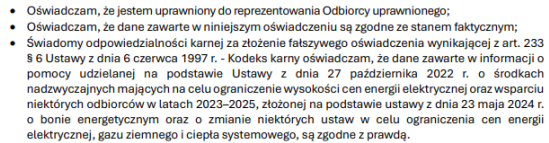 • Oświadczam, że jestem uprawniony do reprezentowania Odbiorcy uprawnionego;
• Oświadczam, że dane zawarte w niniejszym oświadczeniu są zgodne ze stanem faktycznym;
• Świadomy odpowiedzialności karnej za złożenie fałszywego oświadczenia wynikającej z art. 233
§ 6 Ustawy z dnia 6 czerwca 1997 r. - Kodeks karny oświadczam, że dane zawarte w informacji o
pomocy udzielanej na podstawie Ustawy z dnia 27 października 2022 r. o środkach
nadzwyczajnych mających na celu ograniczenie wysokości cen energii elektrycznej oraz wsparciu
niektórych odbiorców w latach 2023–2025, złożonej na podstawie ustawy z dnia 23 maja 2024 r.
o bonie energetycznym oraz o zmianie niektórych ustaw w celu ograniczenia cen energii
elektrycznej, gazu ziemnego i ciepła systemowego, są zgodne z prawdą.